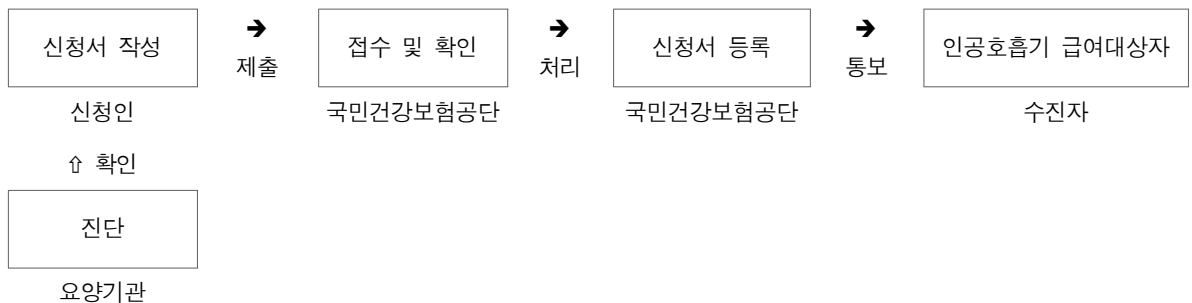 신청서 작성 ➔ 접수 및 확인 ➔ 신청서 등록 ➔ 인공호흡기 급여대상자
제출 처리 통보
신청인 국민건강보험공단 국민건강보험공단 수진자
⇧ 확인
진단
요양기관